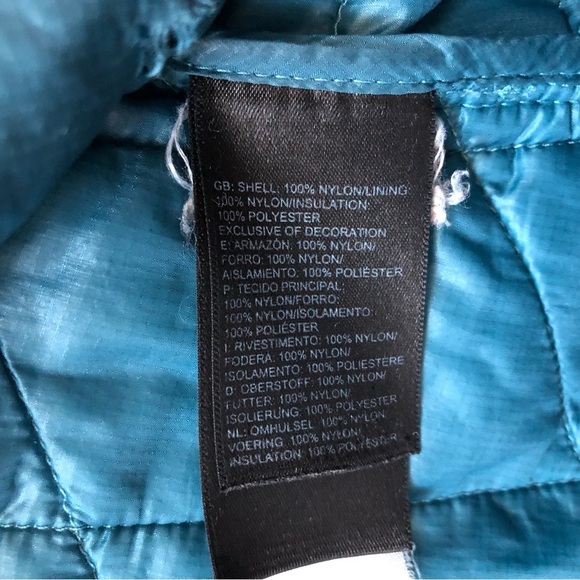 GB: SHELL: 100% NYLON/LINING:
100% NYLON/INSULATION:
100% POLYESTER
EXCLUSIVE OF DECORATION
E: ARMAZÓN: 100% NYLON/
FORRO: 100% NYLON/
AISLAMIENTO: 100% POLIÉSTER
P: TECIDO PRINCIPAL:
100% NYLON/FORRO:
100% NYLON/ISOLAMENTO:
100% POLIÉSTER
I: RIVESTIMENTO: 100% NYLON/
FODERA: 100% NYLON/
ISOLAMENTO: 100% POLIESTERE
D: OBERSTOFF: 100% NYLON/
FUTTER: 100% NYLON/
ISOLIERUNG: 100% POLYESTER
NL: OMHULSEL: 100% NYLON/
VOERING: 100% NYLON/
INSULATION: 100% POLYESTER